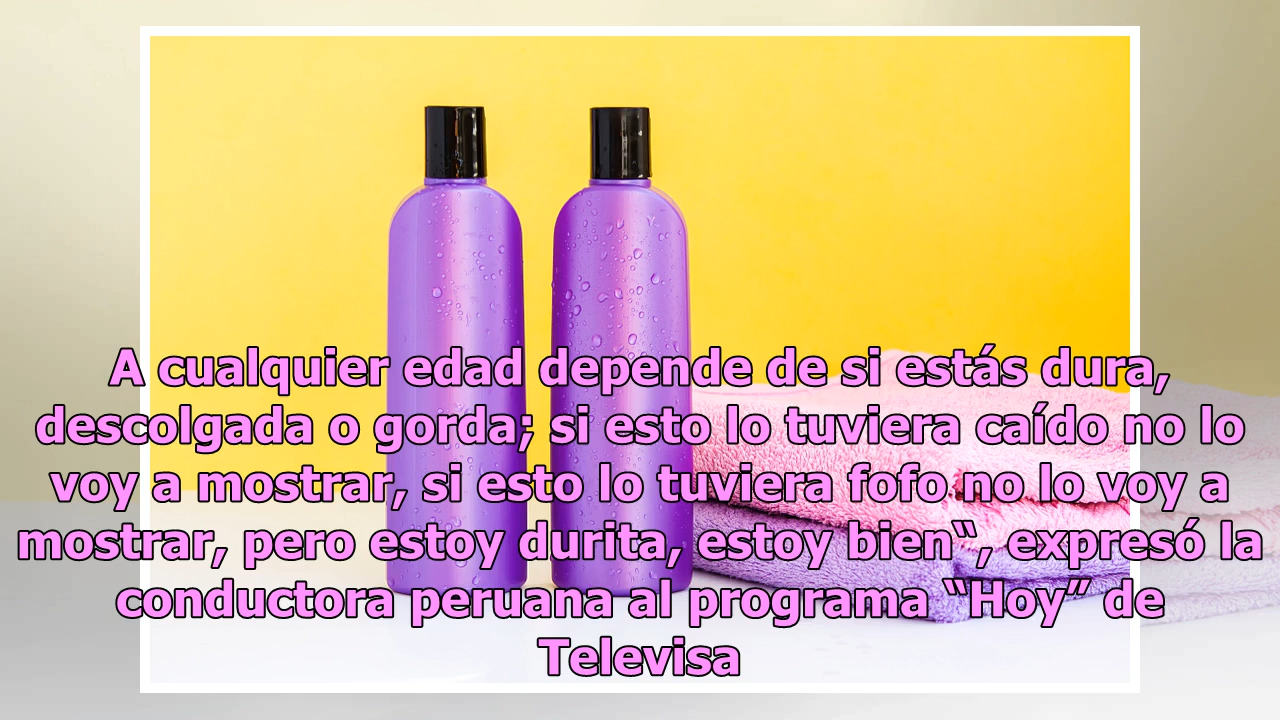 A cualquier edad depende de si estás dura,
descolgada o gorda; si esto lo tuviera caído no lo
voy a mostrar, si esto lo tuviera fofo no lo voy a
mostrar, pero estoy durita, estoy bien“, expresó la
conductora peruana al programa “Hoy” de
Televisa